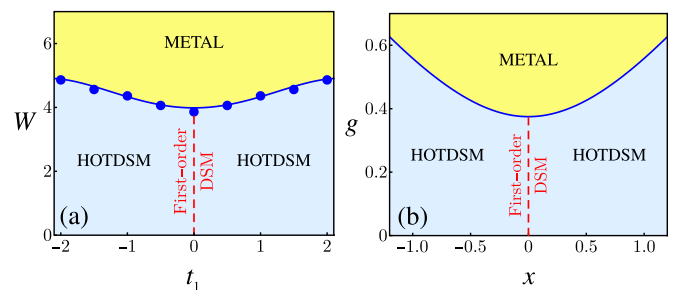 METAL
HOTDSM
HOTDSM
First-order
DSM
(a)
W
0
2
4
6
-2
-1
0
1
2
t1
METAL
HOTDSM
HOTDSM
First-order
DSM
(b)
g
0
0.2
0.4
0.6
-1.0
-0.5
0
0.5
1.0
x